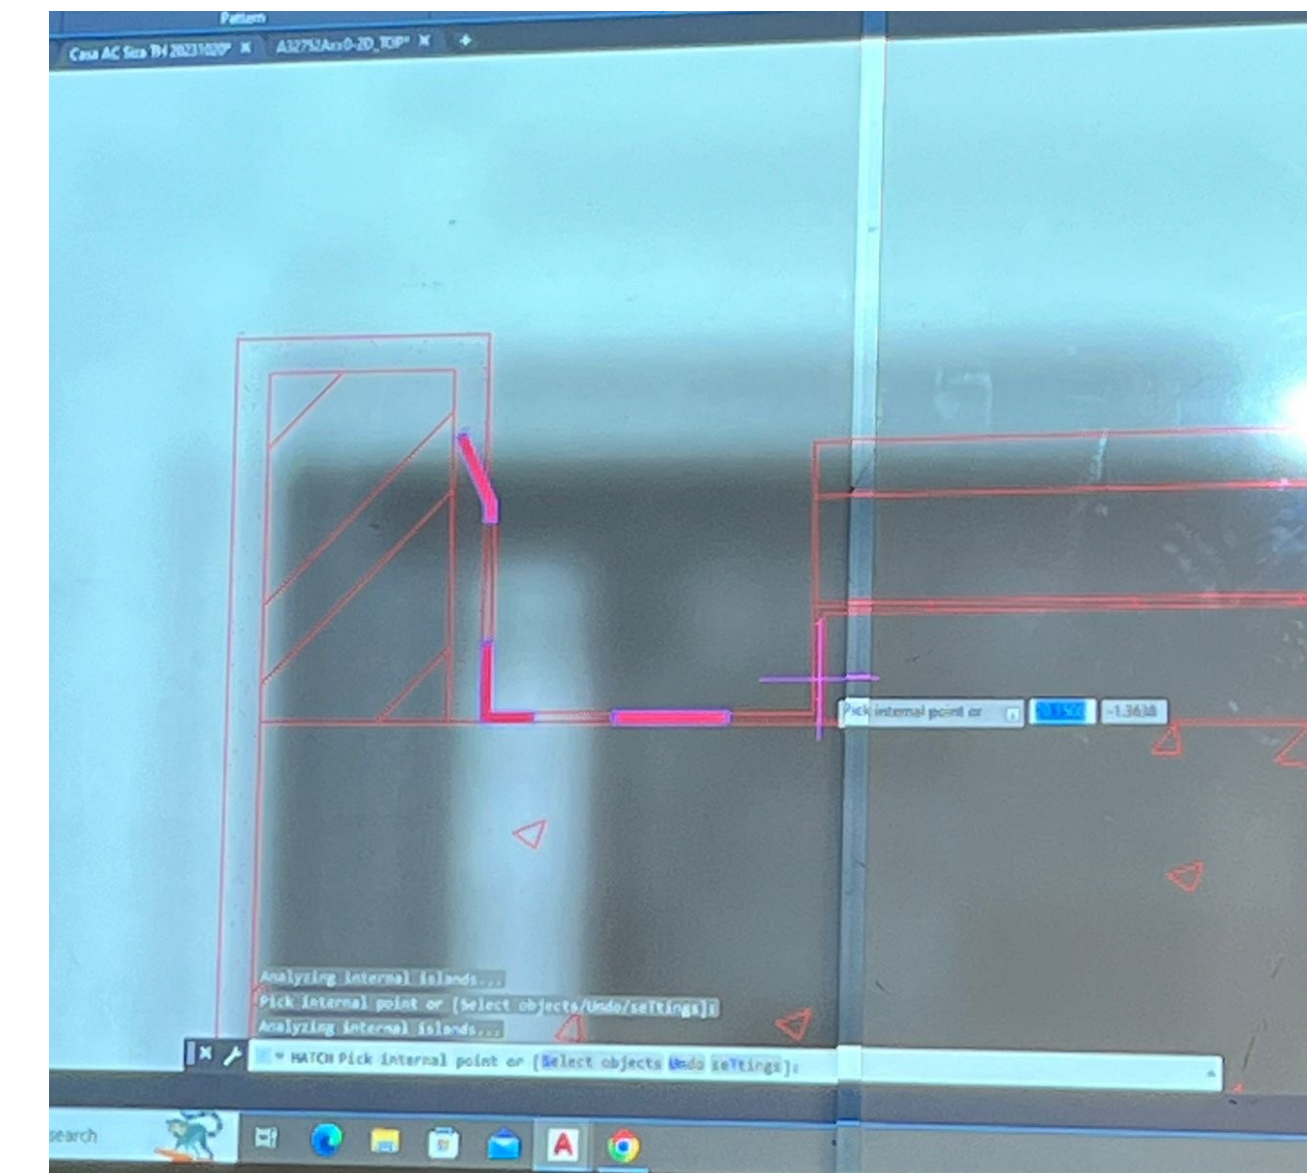 Pattern
Casa AC Siza TH 20231020*
Pick internal point or
-1.3638
Analyzing internal islands...
Pick internal point or [Select objects/Undo/seTtings]:
Analyzing internal islands...
HATCH Pick internal point or [Select objects Undo seTtings]:
search